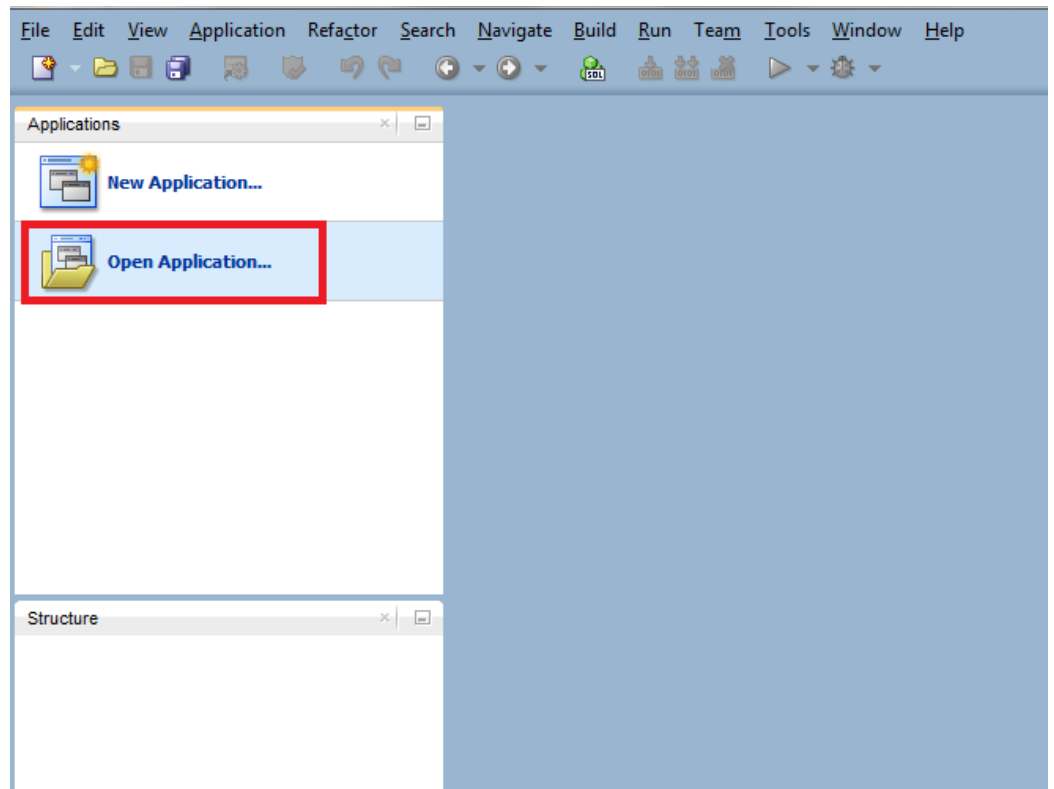 File Edit View Application Refactor Search Navigate Build Run Team Tools Window Help
SQL
Applications
New Application...
Open Application...
Structure